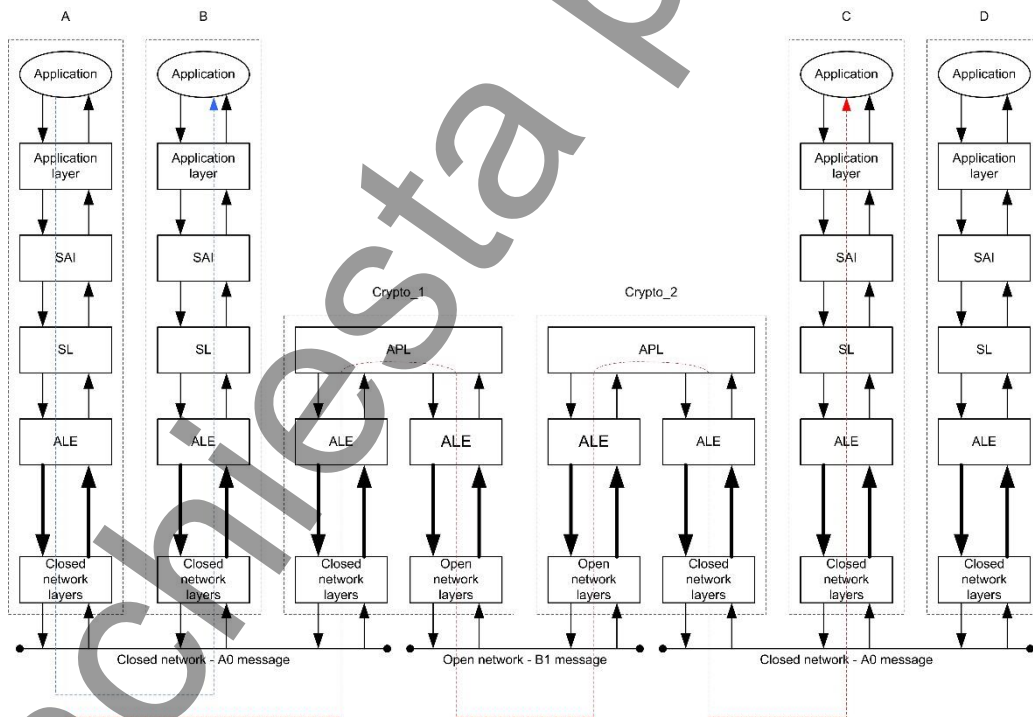 A B C D
Application Application Application Application
Application Application Application Application
layer layer layer layer
SAI SAI SAI SAI
Crypto_1 Crypto_2
SL SL APL APL SL SL
ALE ALE ALE ALE ALE ALE ALE ALE
Closed Closed Closed Open Open Closed Closed Closed
network network network network network network network network
layers layers layers layers layers layers layers layers
Closed network - A0 message Open network - B1 message Closed network - A0 message
ochiesta p